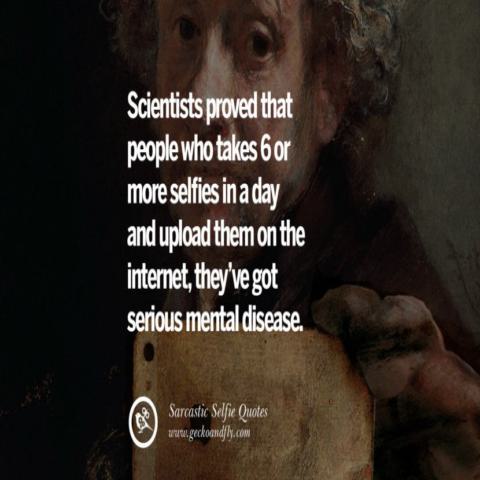 Scientists proved that
people who takes 6 or
more selfies in a day
and upload them on the
internet, they've got
serious mental disease.
Sarcastic Selfie Quotes
www.geckoandfly.com